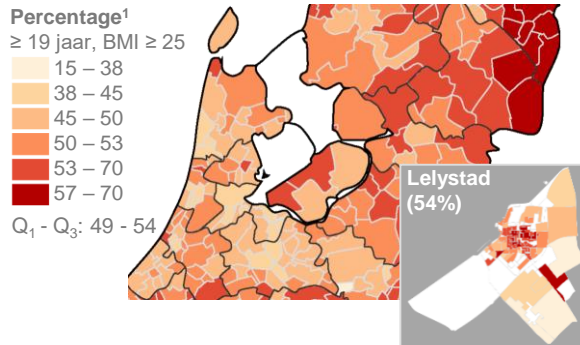 Percentage¹
≥ 19 jaar, BMI ≥ 25
15 – 38
38 – 45
45 – 50
50 – 53
53 – 70
57 – 70
Q₁ - Q₃: 49 - 54
Lelystad
(54%)